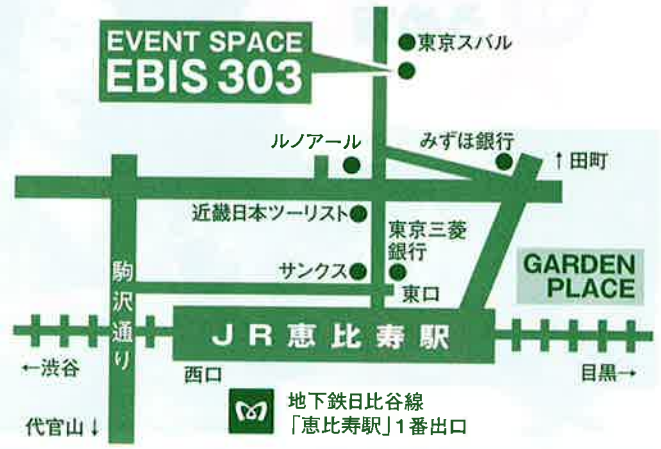 EVENT SPACE
EBIS 303
東京スバル
ルノアール
みずほ銀行
↑田町
近畿日本ツーリスト
東京三菱
銀行
サンクス
東口
GARDEN
PLACE
駒沢通り
JR恵比寿駅
←渋谷
西口
目黒→
代官山↓
地下鉄日比谷線
「恵比寿駅」1番出口